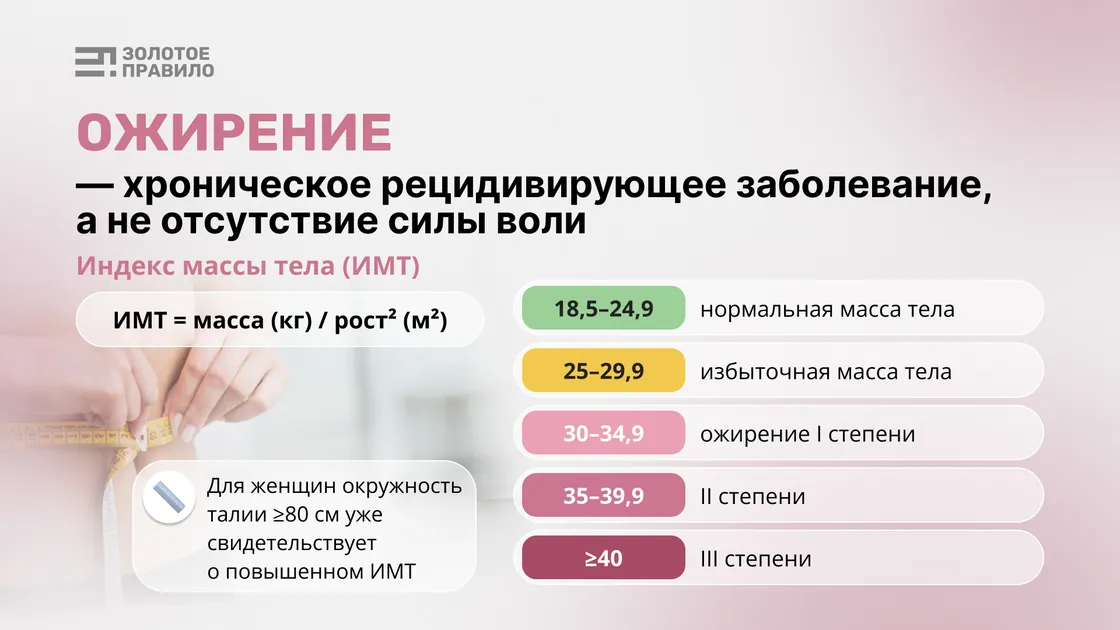 ЗОЛОТОЕ
ПРАВИЛО
ОЖИРЕНИЕ
— хроническое рецидивирующее заболевание,
а не отсутствие силы воли
Индекс массы тела (ИМТ)
ИМТ = масса (кг) / рост² (м²)
18,5–24,9 нормальная масса тела
25–29,9 избыточная масса тела
30–34,9 ожирение I степени
35–39,9 II степени
≥40 III степени
Для женщин окружность
талии ≥80 см уже
свидетельствует
о повышенном ИМТ